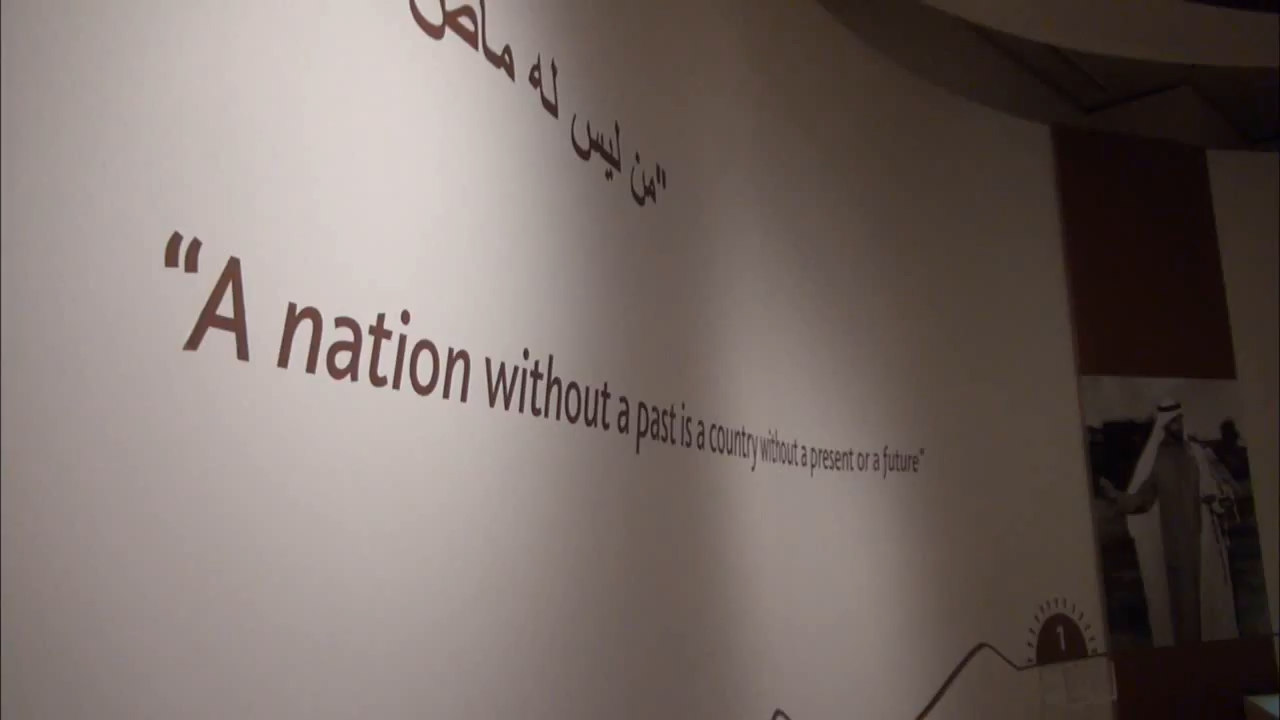 "من ليس له ماض
“A nation without a past is a country without a present or a future”
1